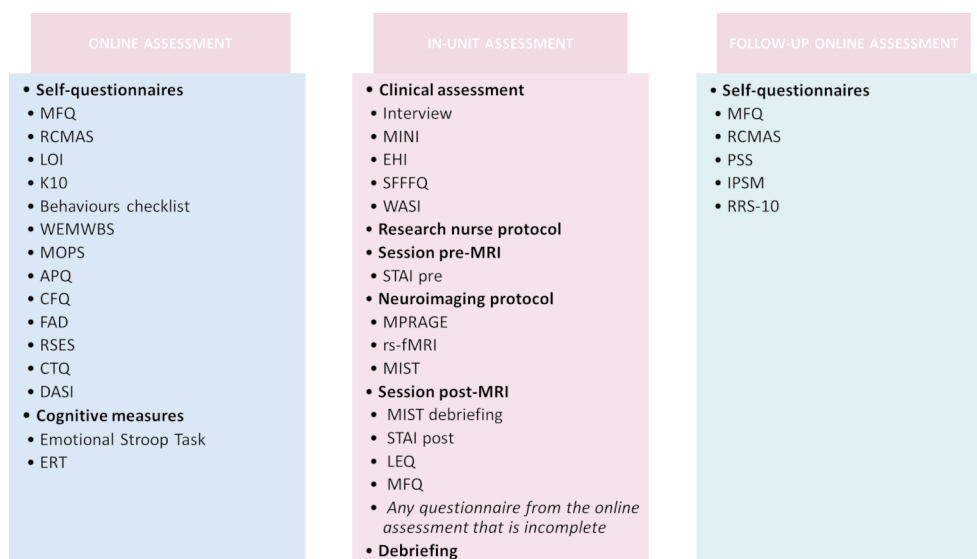 ONLINE ASSESSMENT
• Self-questionnaires
• MFQ
• RCMAS
• LOI
• K10
• Behaviours checklist
• WEMWBS
• MOPS
• APQ
• CFQ
• FAD
• RSES
• CTQ
• DASI
• Cognitive measures
• Emotional Stroop Task
• ERT
IN-UNIT ASSESSMENT
• Clinical assessment
• Interview
• MINI
• EHI
• SFFFQ
• WASI
• Research nurse protocol
• Session pre-MRI
• STAI pre
• Neuroimaging protocol
• MPRAGE
• rs-fMRI
• MIST
• Session post-MRI
• MIST debriefing
• STAI post
• LEQ
• MFQ
• Any questionnaire from the online
assessment that is incomplete
• Debriefing
FOLLOW-UP ONLINE ASSESSMENT
• Self-questionnaires
• MFQ
• RCMAS
• PSS
• IPSM
• RRS-10